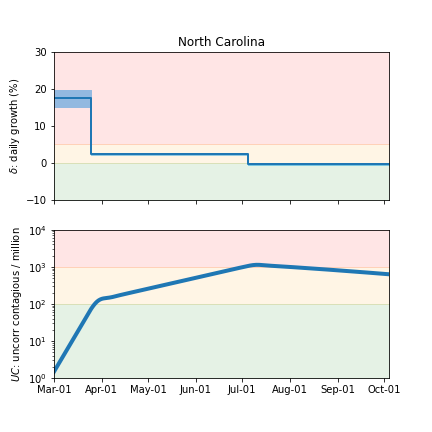 North Carolina
30
20
10
0
−10
δ: daily growth (%)
10⁴
10³
10²
10¹
10⁰
UC: uncorr contagious / million
Mar-01 Apr-01 May-01 Jun-01 Jul-01 Aug-01 Sep-01 Oct-01